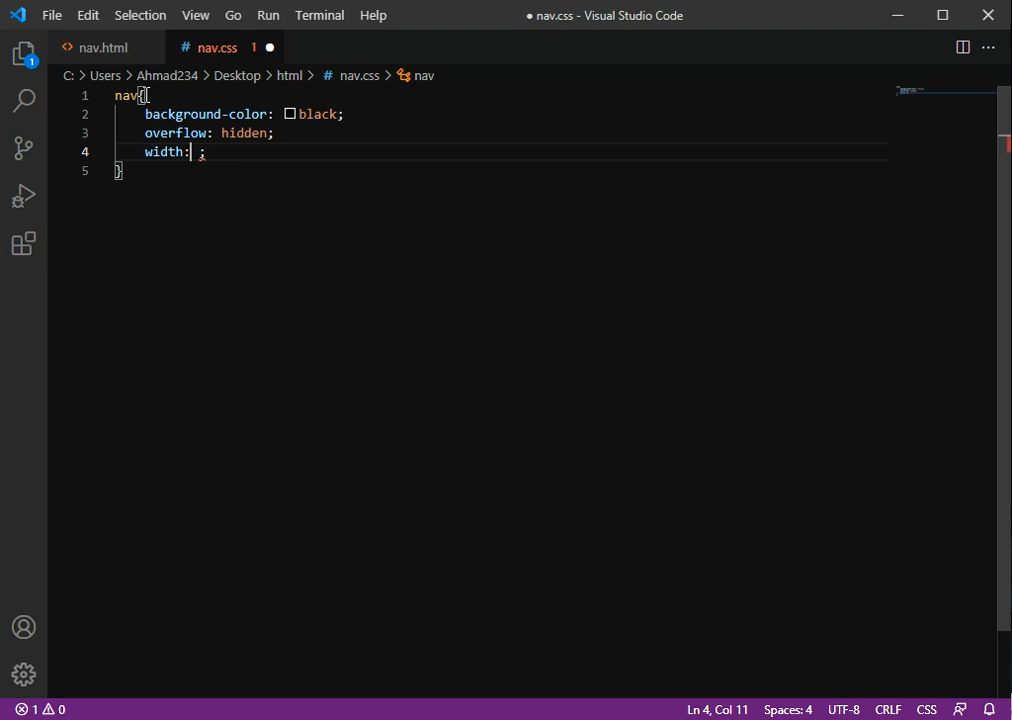 File Edit Selection View Go Run Terminal Help ● nav.css - Visual Studio Code
<> nav.html # nav.css 1 ●
C: > Users > Ahmad234 > Desktop > html > # nav.css > nav
1 nav{
2 background-color: black;
3 overflow: hidden;
4 width: ;
5 }
1
1 0 Ln 4, Col 11 Spaces: 4 UTF-8 CRLF CSS